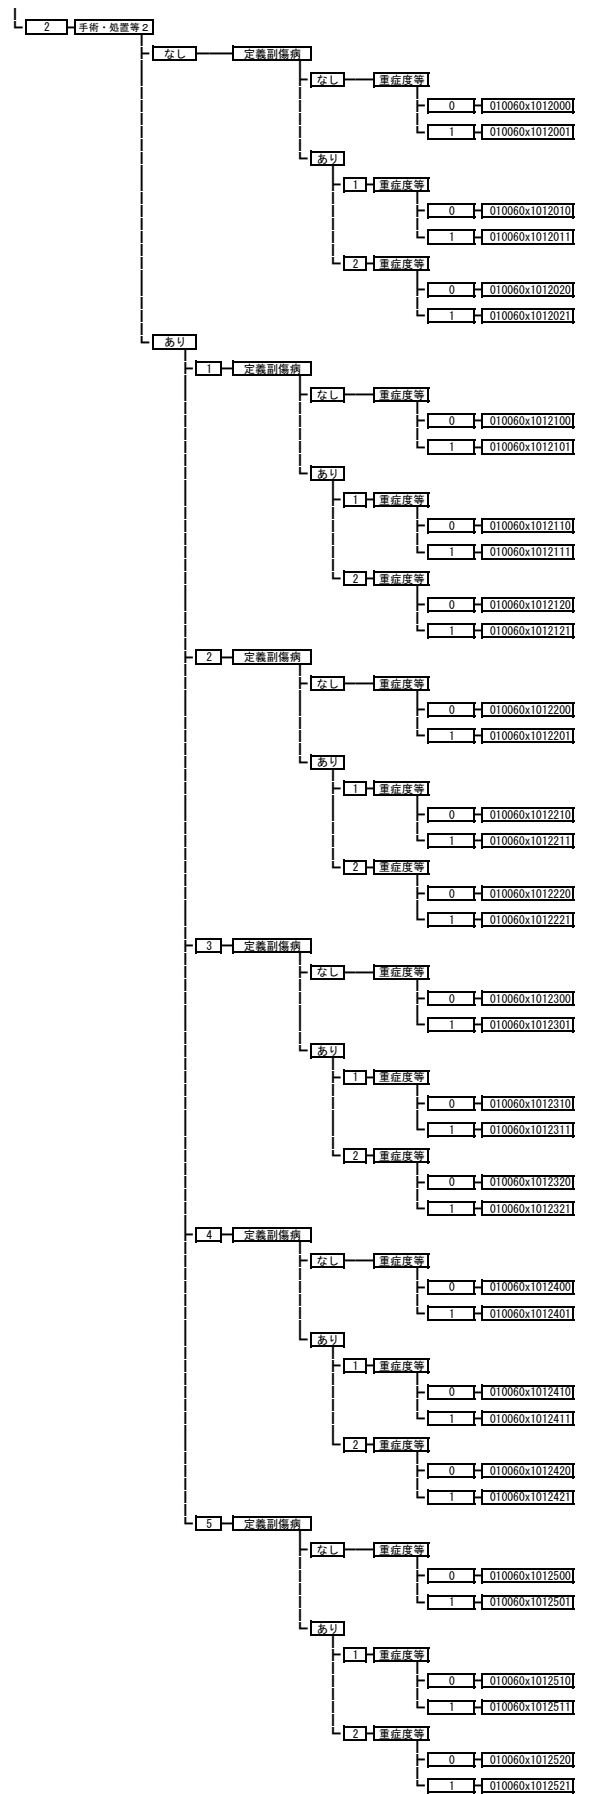 2 手術・処置等２
なし 定義副傷病
なし 重症度等
0 010060x1012000
1 010060x1012001
あり
1 重症度等
0 010060x1012010
1 010060x1012011
2 重症度等
0 010060x1012020
1 010060x1012021
あり
1 定義副傷病
なし 重症度等
0 010060x1012100
1 010060x1012101
あり
1 重症度等
0 010060x1012110
1 010060x1012111
2 重症度等
0 010060x1012120
1 010060x1012121
2 定義副傷病
なし 重症度等
0 010060x1012200
1 010060x1012201
あり
1 重症度等
0 010060x1012210
1 010060x1012211
2 重症度等
0 010060x1012220
1 010060x1012221
3 定義副傷病
なし 重症度等
0 010060x1012300
1 010060x1012301
あり
1 重症度等
0 010060x1012310
1 010060x1012311
2 重症度等
0 010060x1012320
1 010060x1012321
4 定義副傷病
なし 重症度等
0 010060x1012400
1 010060x1012401
あり
1 重症度等
0 010060x1012410
1 010060x1012411
2 重症度等
0 010060x1012420
1 010060x1012421
5 定義副傷病
なし 重症度等
0 010060x1012500
1 010060x1012501
あり
1 重症度等
0 010060x1012510
1 010060x1012511
2 重症度等
0 010060x1012520
1 010060x1012521